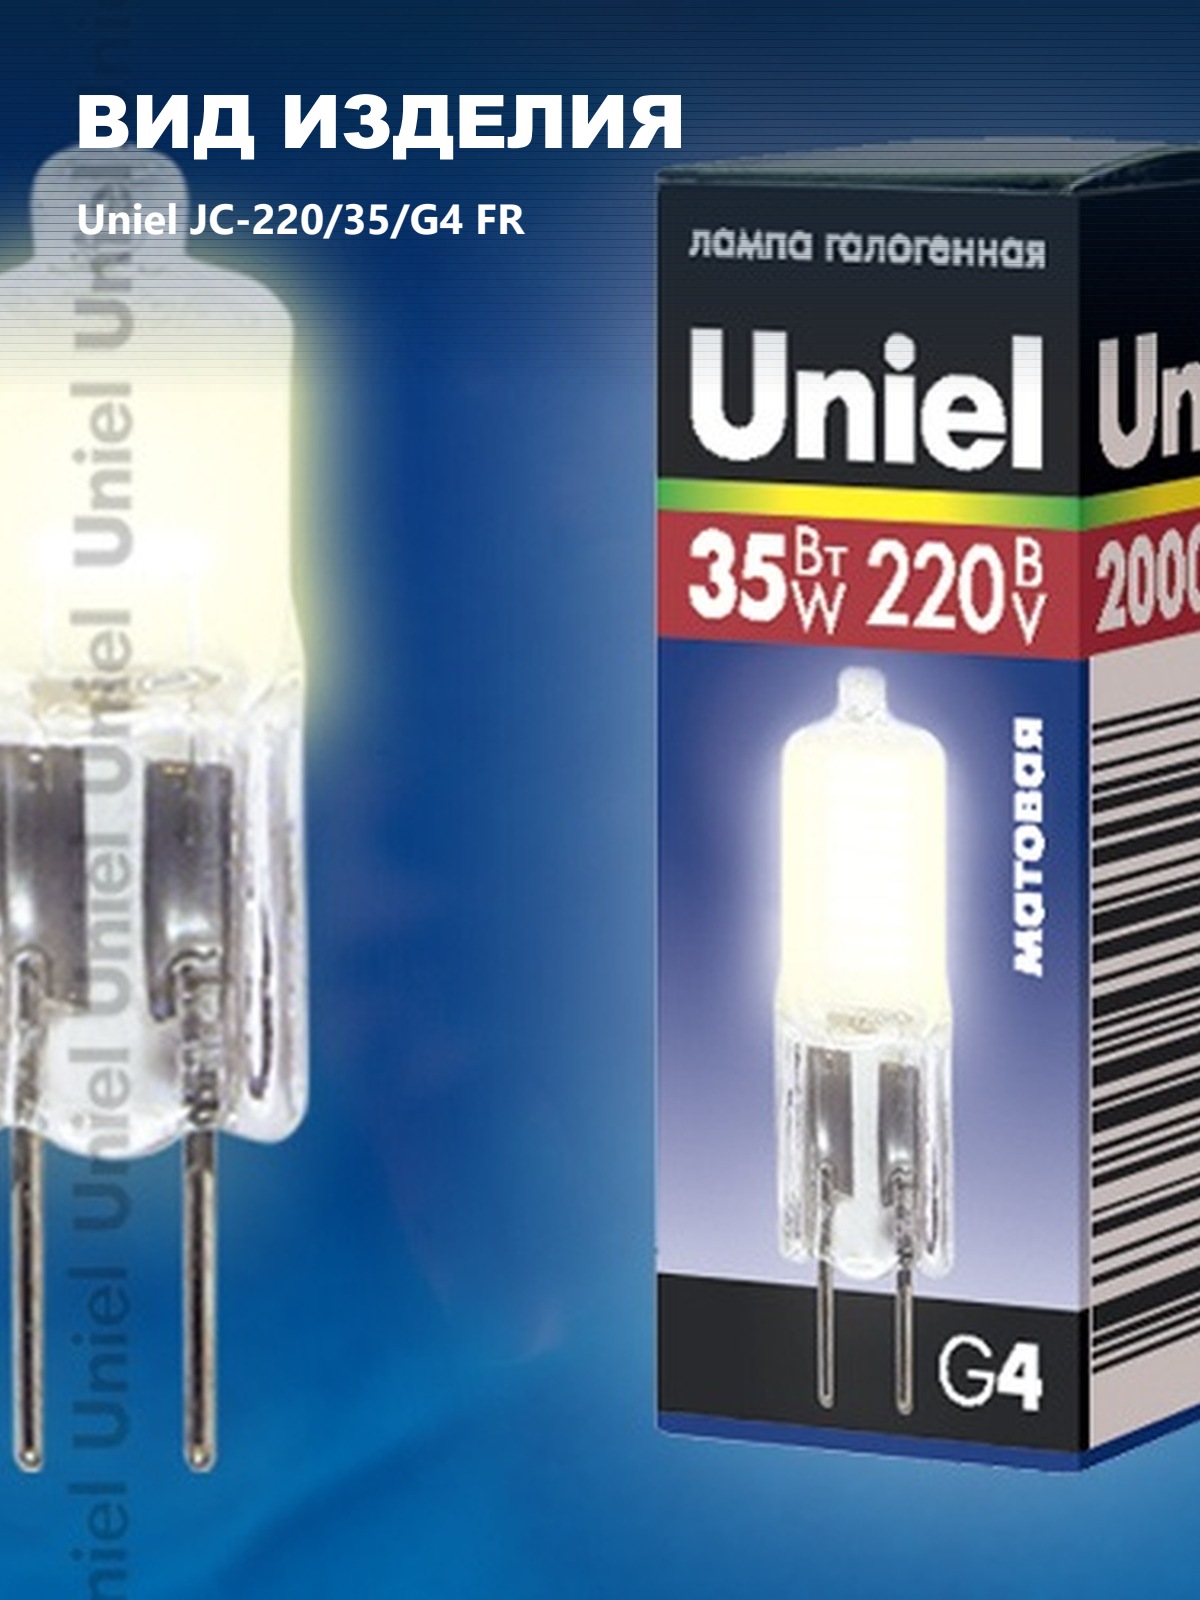 ВИД ИЗДЕЛИЯ
Uniel JC-220/35/G4 FR
лампа галогенная
Uniel
35 Вт W 220 В V
матовая
G4
Uniel Uniel Uniel Uniel Uniel Uniel